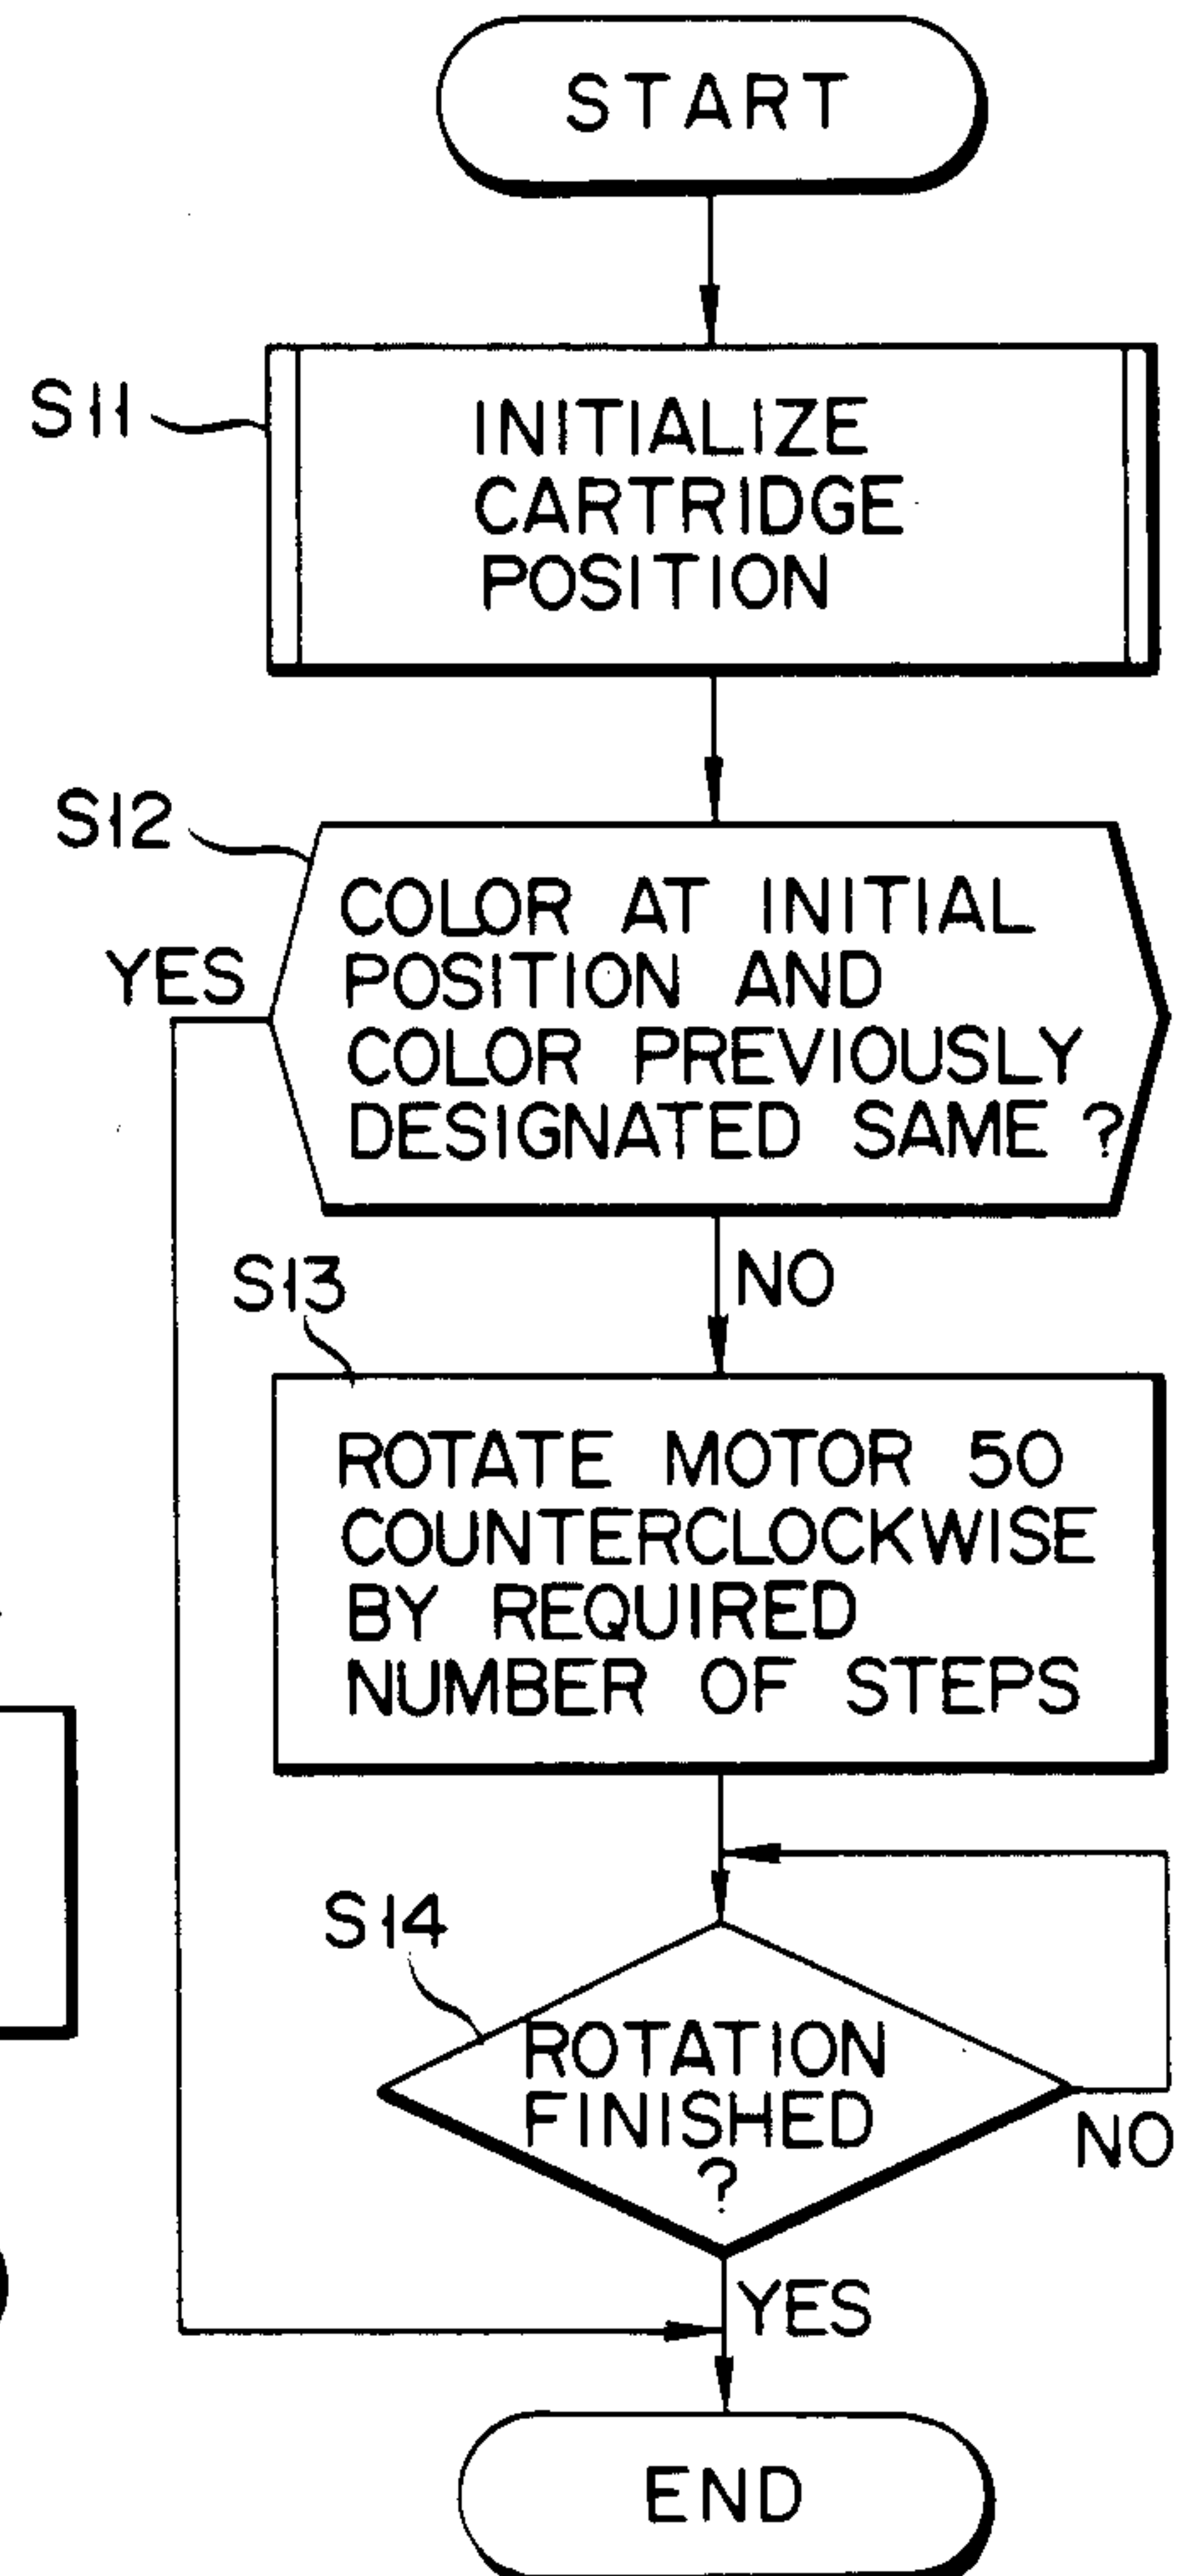 START
S11
INITIALIZE
CARTRIDGE
POSITION
S12
COLOR AT INITIAL
POSITION AND
COLOR PREVIOUSLY
DESIGNATED SAME ?
YES
NO
S13
ROTATE MOTOR 50
COUNTERCLOCKWISE
BY REQUIRED
NUMBER OF STEPS
S14
ROTATION
FINISHED
?
NO
YES
END